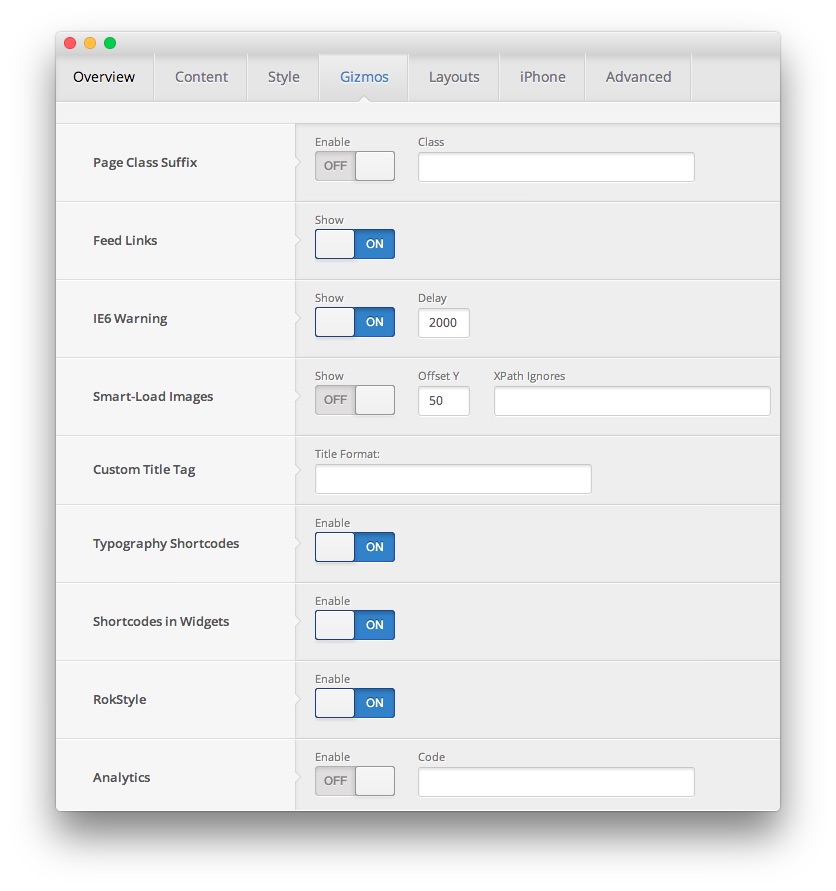 Overview Content Style Gizmos Layouts iPhone Advanced
Enable Class
Page Class Suffix OFF
Show
Feed Links ON
Show Delay
IE6 Warning ON 2000
Show Offset Y XPath Ignores
Smart-Load Images OFF 50
Title Format:
Custom Title Tag
Enable
Typography Shortcodes ON
Enable
Shortcodes in Widgets ON
Enable
RokStyle ON
Enable Code
Analytics OFF